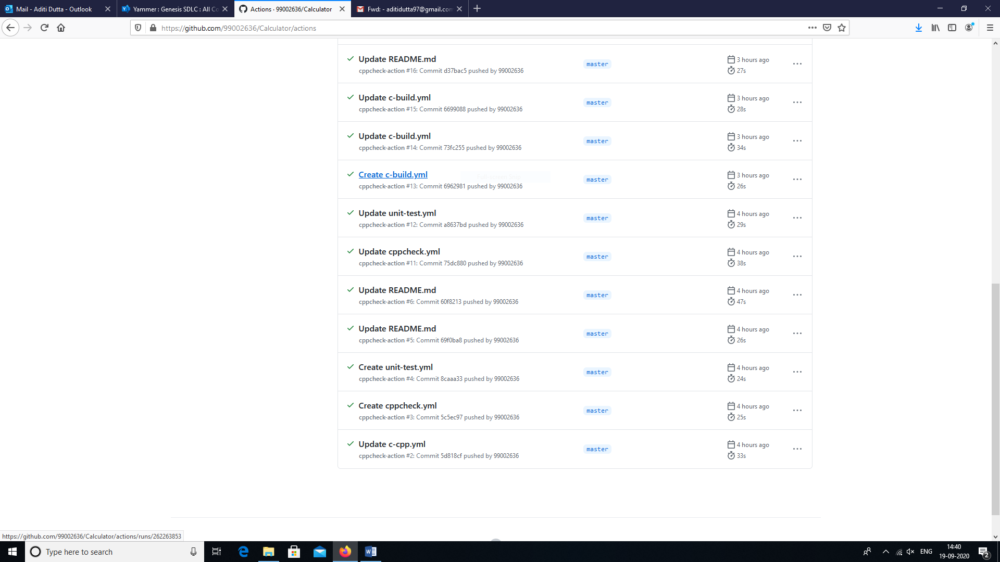 Mail - Aditi Dutta - Outlook
Yammer : Genesis SDLC : All Co
Actions · 99002636/Calculator
Fwd: - aditidutta97@gmail.com
https://github.com/99002636/Calculator/actions
Update README.md
3 hours ago
master
cppcheck-action #16: Commit d37bac5 pushed by 99002636
27s
Update c-build.yml
3 hours ago
master
cppcheck-action #15: Commit 6699088 pushed by 99002636
28s
Update c-build.yml
3 hours ago
master
cppcheck-action #14: Commit 73fc255 pushed by 99002636
34s
Create c-build.yml
3 hours ago
master
cppcheck-action #13: Commit 6962981 pushed by 99002636
26s
Update unit-test.yml
4 hours ago
master
cppcheck-action #12: Commit a8637bd pushed by 99002636
29s
Update cppcheck.yml
4 hours ago
master
cppcheck-action #11: Commit 75dc880 pushed by 99002636
38s
Update README.md
4 hours ago
master
cppcheck-action #6: Commit 60f8213 pushed by 99002636
47s
Update README.md
4 hours ago
master
cppcheck-action #5: Commit 69f0ba8 pushed by 99002636
26s
Create unit-test.yml
4 hours ago
master
cppcheck-action #4: Commit 8caaa33 pushed by 99002636
24s
Create cppcheck.yml
4 hours ago
master
cppcheck-action #3: Commit 5c5ec97 pushed by 99002636
25s
Update c-cpp.yml
4 hours ago
master
cppcheck-action #2: Commit 5d818cf pushed by 99002636
33s
https://github.com/99002636/Calculator/actions/runs/262263853
Type here to search
ENG
14:40
19-09-2020
2